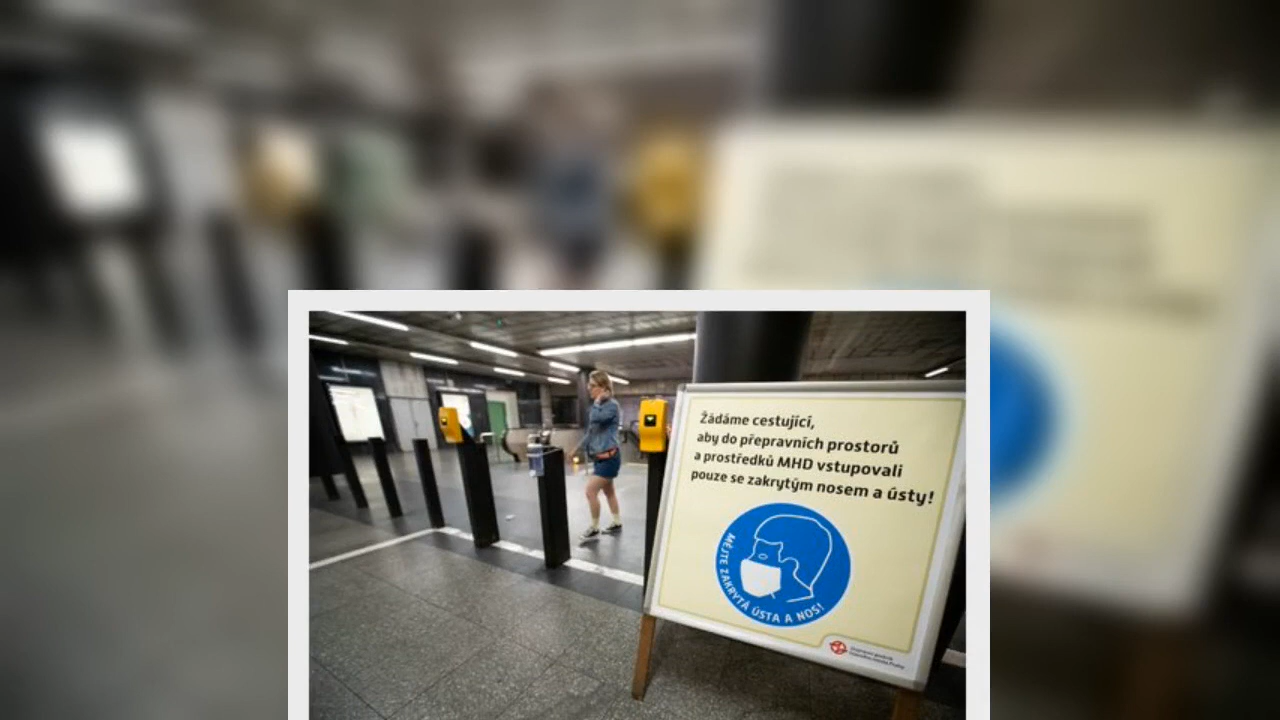 Žádáme cestující,
aby do přepravních prostorů
a prostředků MHD vstupovali
pouze se zakrytým nosem a ústy!
MĚJTE ZAKRYTÁ ÚSTA A NOS!